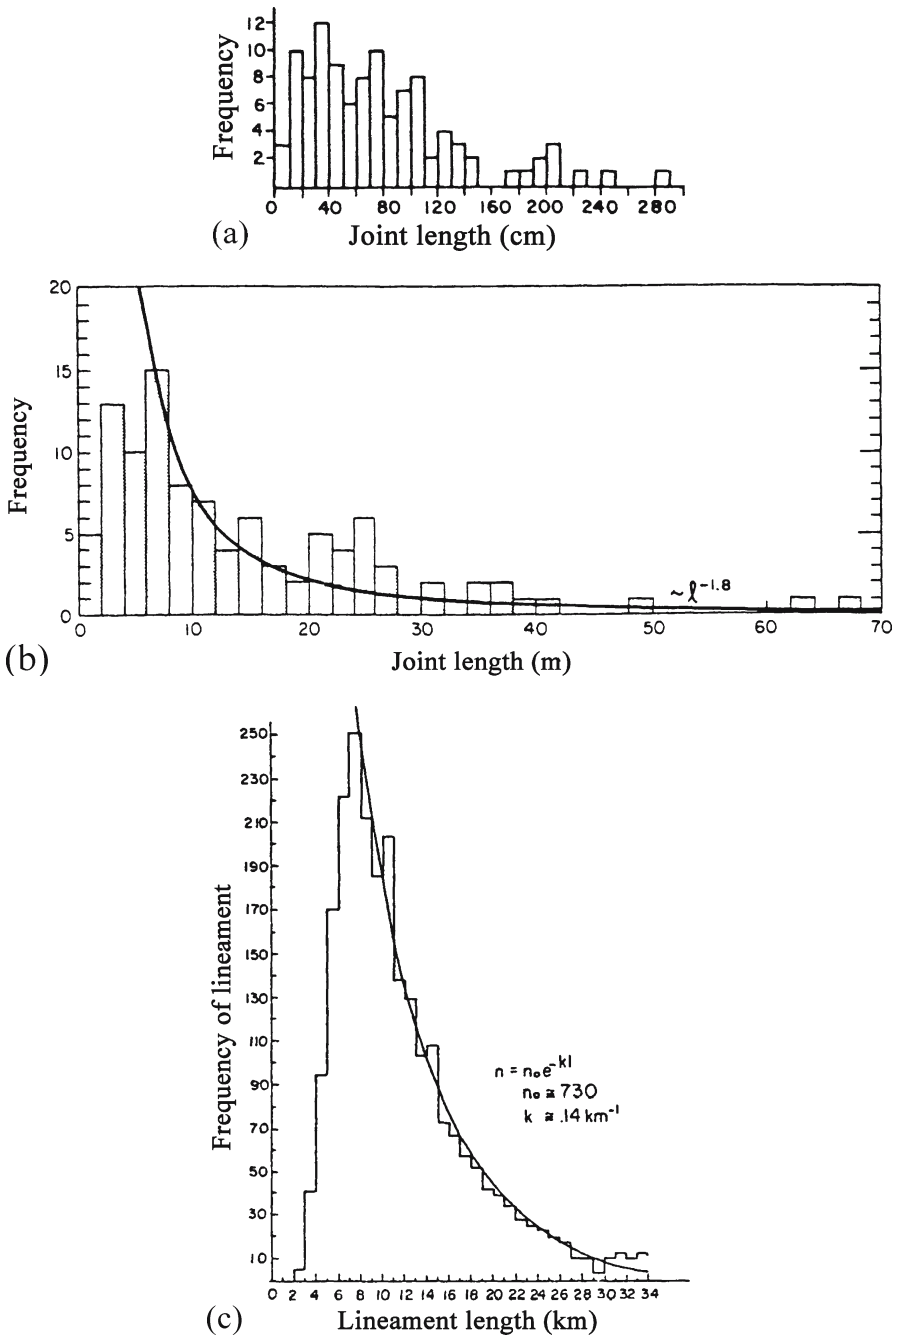 Frequency
12
10
8
6
4
2
0 40 80 120 160 200 240 280
Joint length (cm)
(a)
Frequency
20
15
10
5
0
0 10 20 30 40 50 60 70
~ℓ^-1.8
Joint length (m)
(b)
Frequency of lineament
250
230
210
190
170
150
130
110
90
70
50
30
10
n = n₀e^-kl
n₀ ≅ 730
k ≅ .14 km^-1
0 2 4 6 8 10 12 14 16 18 20 22 24 26 28 30 32 34
Lineament length (km)
(c)